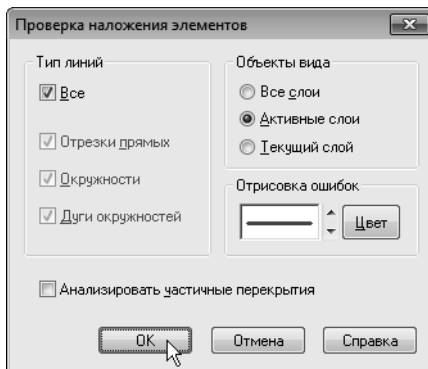 Проверка наложения элементов
Тип линий
Все
Отрезки прямых
Окружности
Дуги окружностей
Объекты вида
Все слои
Активные слои
Текущий слой
Отрисовка ошибок
Цвет
Анализировать частичные перекрытия
OK
Отмена
Справка